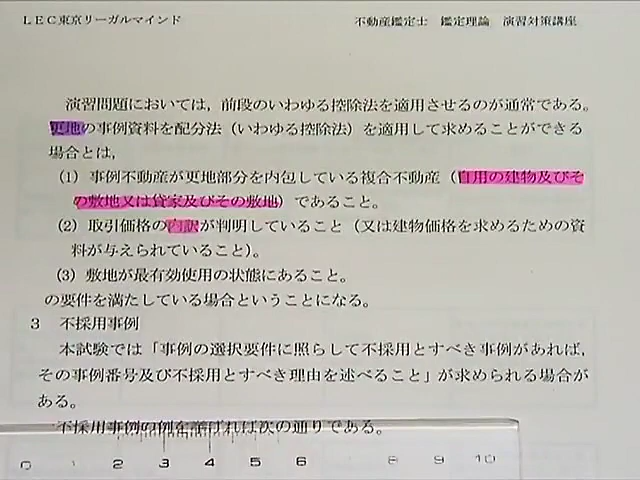 LEC東京リーガルマインド
不動産鑑定士 鑑定理論 演習対策講座
演習問題においては，前段のいわゆる控除法を適用させるのが通常である。
更地の事例資料を配分法（いわゆる控除法）を適用して求めることができる
場合とは，
(1) 事例不動産が更地部分を内包している複合不動産（自用の建物及びそ
の敷地又は貸家及びその敷地）であること。
(2) 取引価格の内訳が判明していること（又は建物価格を求めるための資
料が与えられていること）。
(3) 敷地が最有効使用の状態にあること。
の要件を満たしている場合ということになる。
3 不採用事例
本試験では「事例の選択要件に照らして不採用とすべき事例があれば，
その事例番号及び不採用とすべき理由を述べること」が求められる場合が
ある。
不採用事例の例を挙げれば次の通りである。
0 1 2 3 4 5 6 8 9 10